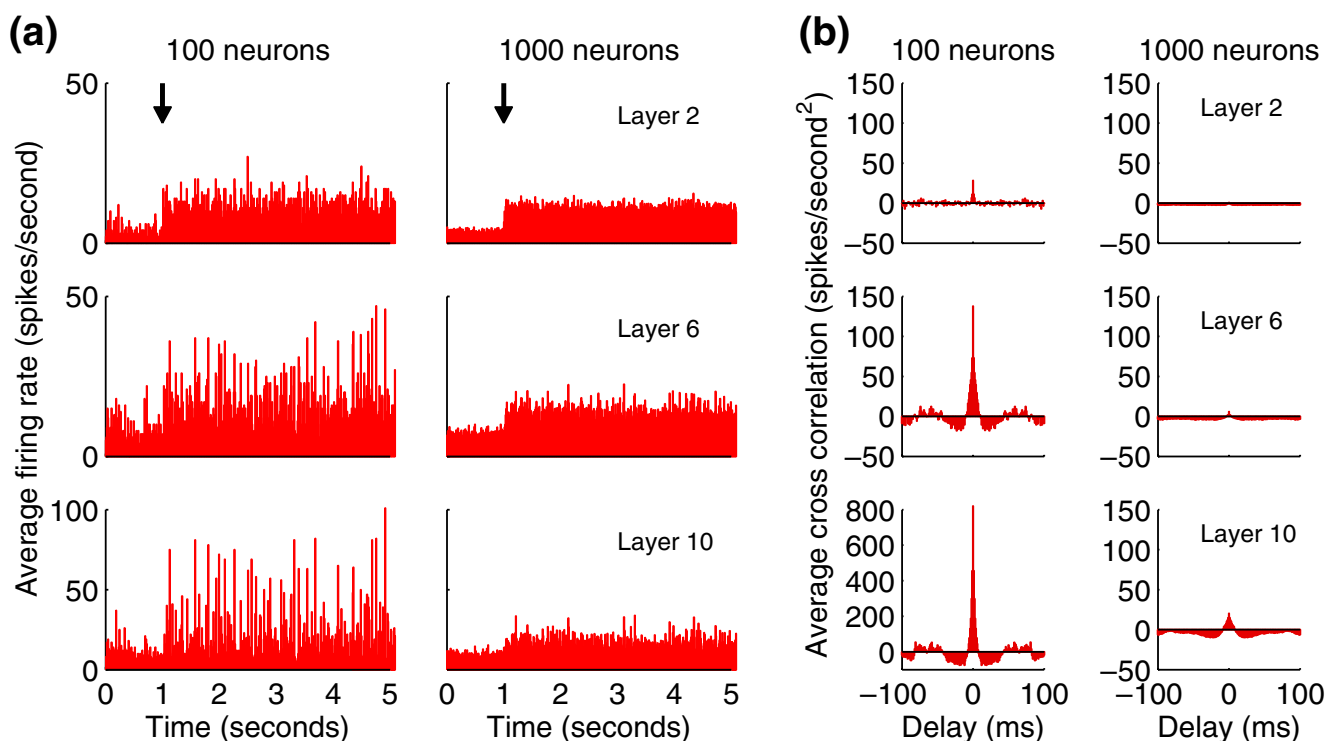 (a)
100 neurons
1000 neurons
Average firing rate (spikes/second)
50
0
Layer 2
50
0
Layer 6
100
50
0
Layer 10
0 1 2 3 4 5
0 1 2 3 4 5
Time (seconds)
Time (seconds)
(b)
100 neurons
1000 neurons
Average cross correlation (spikes/second²)
150
100
50
0
−50
150
100
50
0
−50
Layer 2
150
100
50
0
−50
150
100
50
0
−50
Layer 6
800
600
400
200
0
150
100
50
0
−50
Layer 10
−100 0 100
−100 0 100
Delay (ms)
Delay (ms)